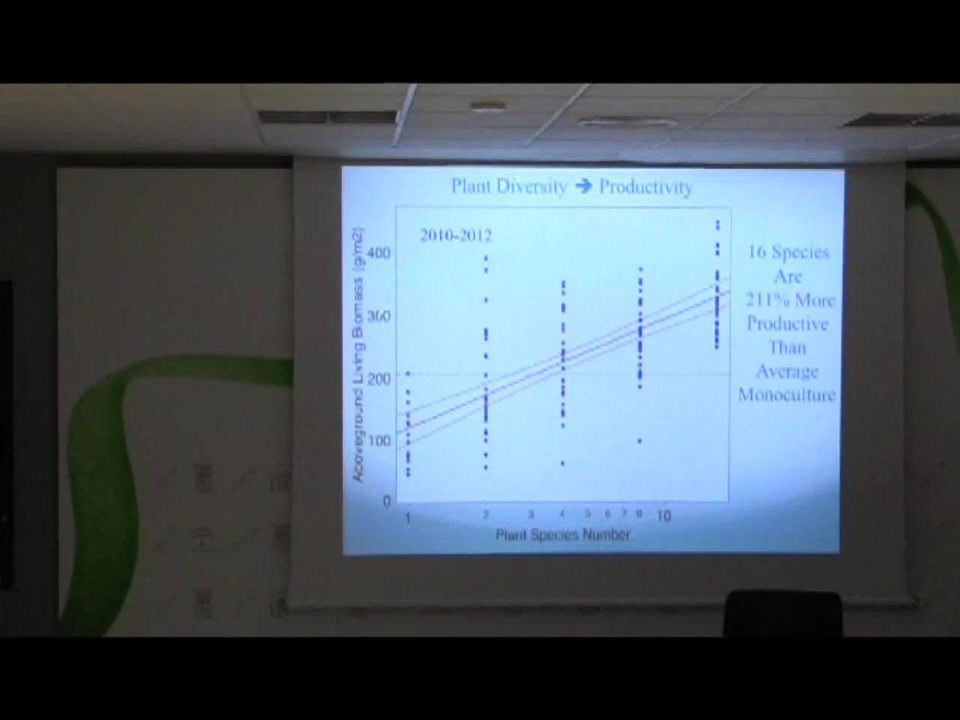 Plant Diversity ➔ Productivity
2010-2012
Aboveground Living Biomass (g/m2)
400
300
200
100
0
1 2 3 4 5 6 7 8 10
Plant Species Number
16 Species
Are
211% More
Productive
Than
Average
Monoculture